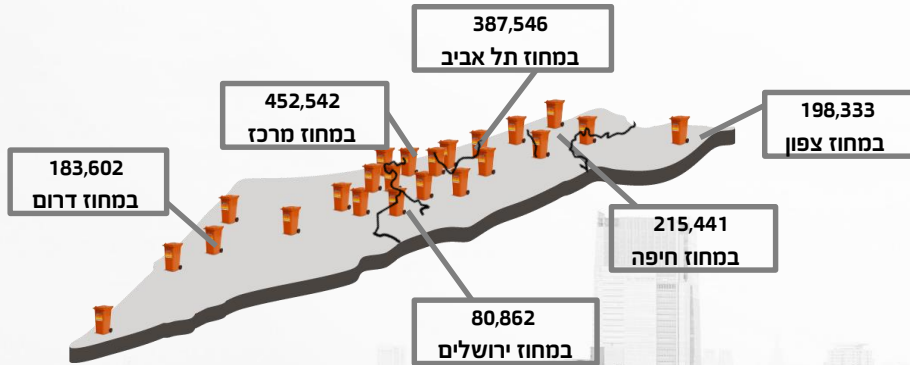 387,546
במחוז תל אביב
452,542
במחוז מרכז
198,333
במחוז צפון
183,602
במחוז דרום
215,441
במחוז חיפה
80,862
במחוז ירושלים